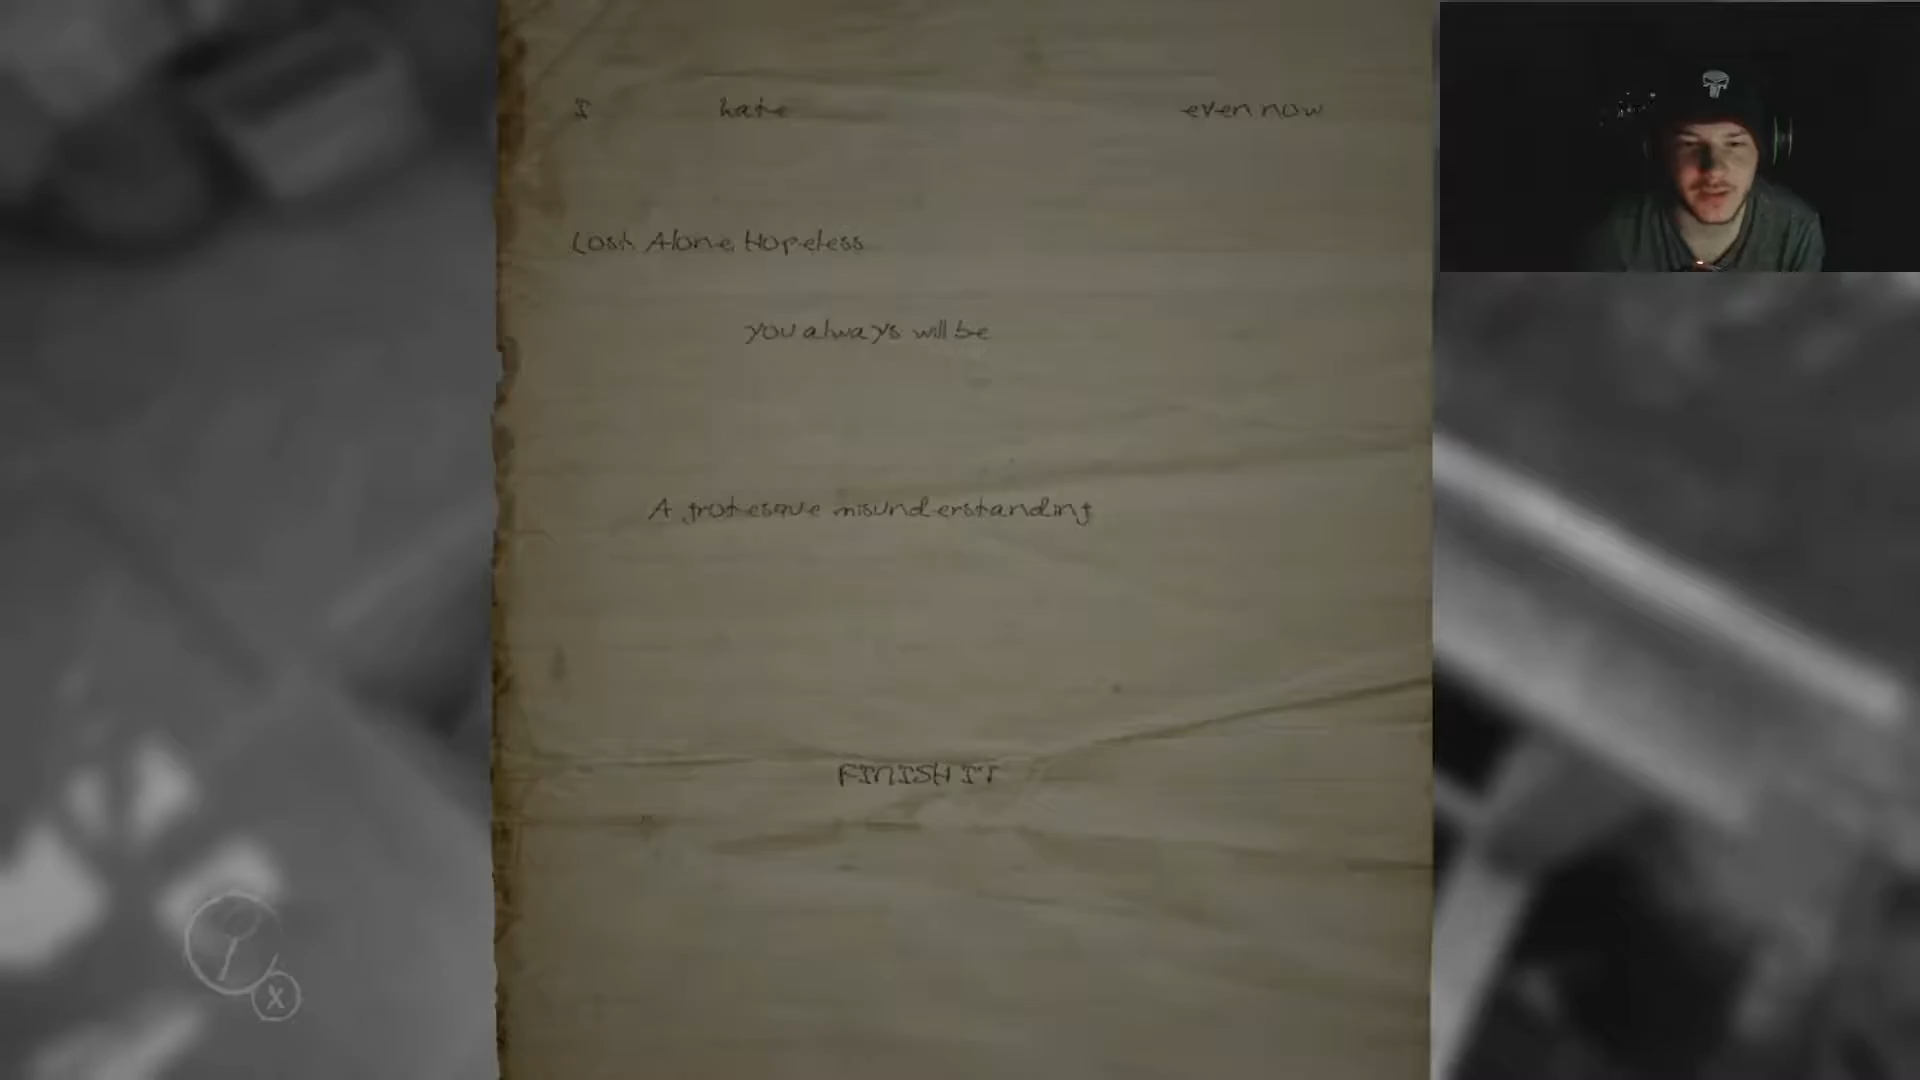 I hate even now
Lost Alone Hopeless
you always will be
A grotesque misunderstanding
FINISH IT
X